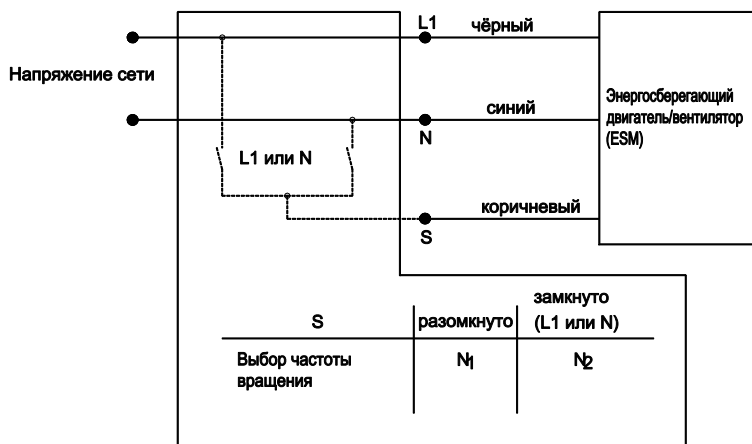 L1
чёрный
Напряжение сети
Энергосберегающий
двигатель/вентилятор
(ESM)
синий
N
L1 или N
коричневый
S
замкнуто
S
разомкнуто
(L1 или N)
Выбор частоты
вращения
N1
N2